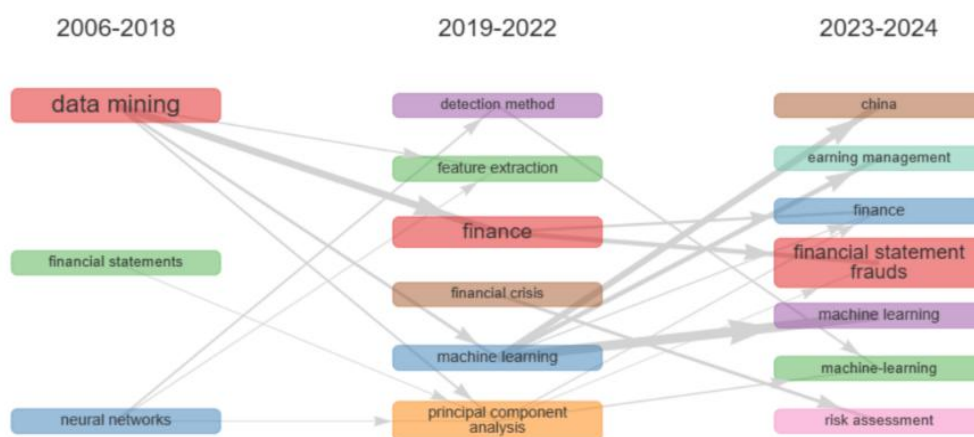 2006-2018
2019-2022
2023-2024
data mining
financial statements
neural networks
detection method
feature extraction
finance
financial crisis
machine learning
principal component
analysis
china
earning management
finance
financial statement
frauds
machine learning
machine-learning
risk assessment